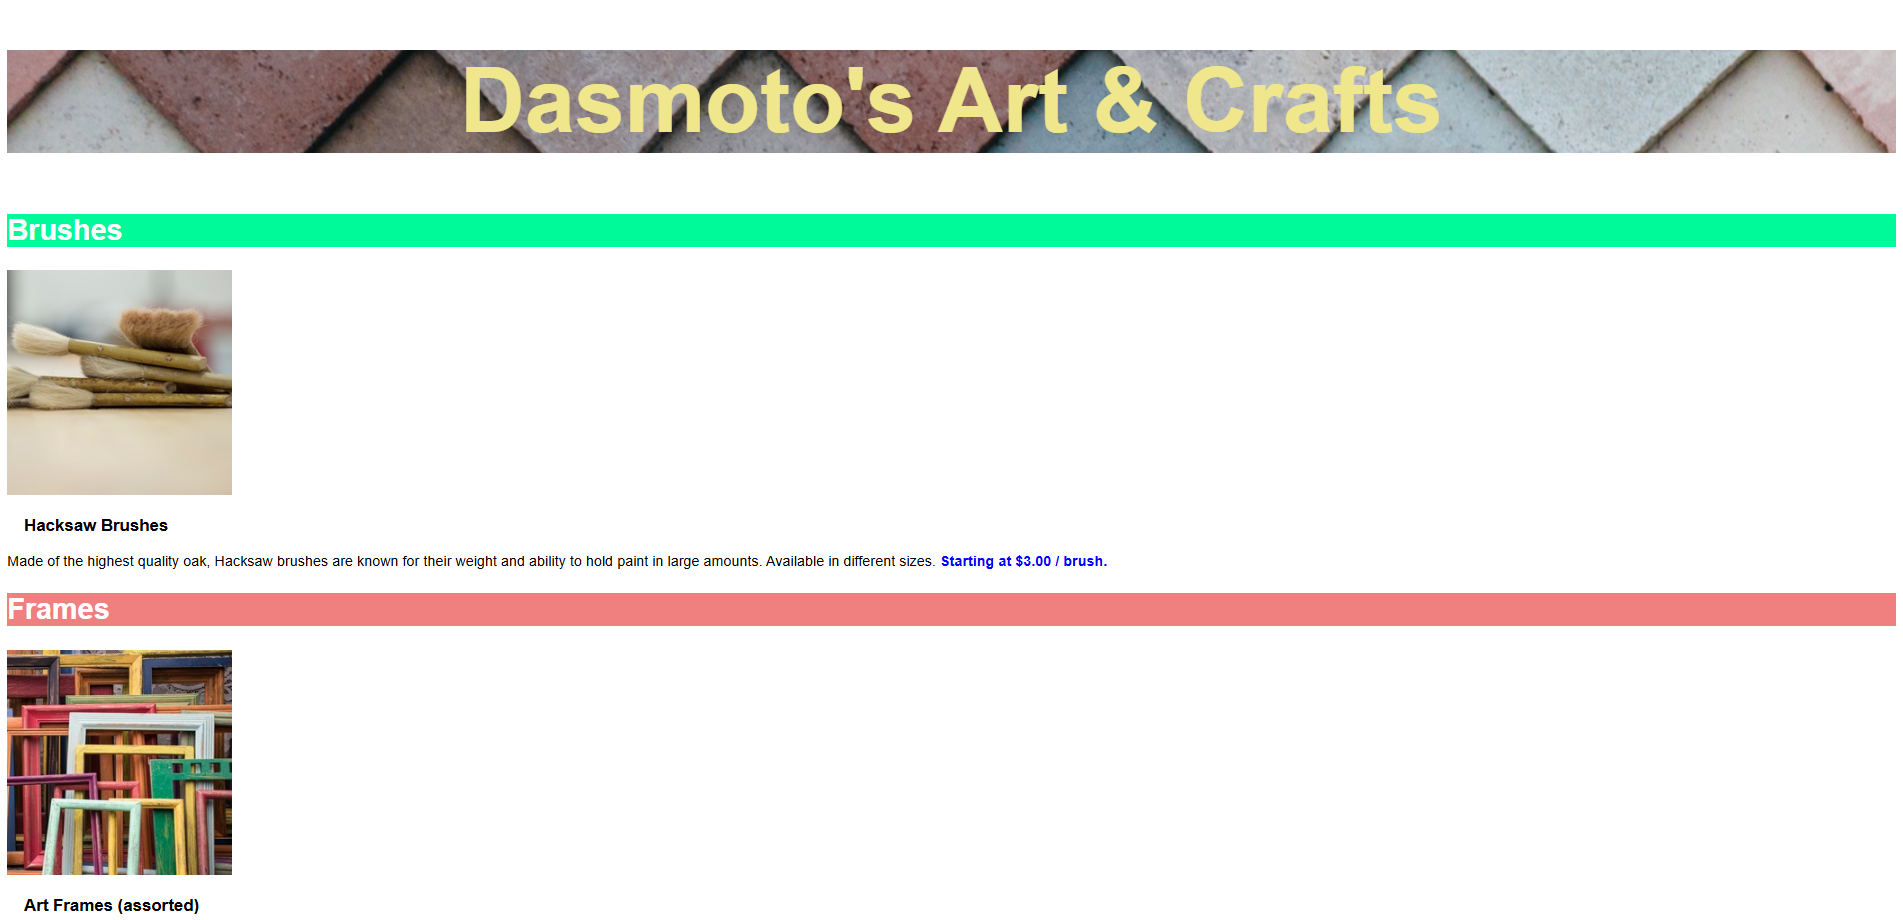 Dasmoto's Art & Crafts
Brushes
Hacksaw Brushes
Made of the highest quality oak, Hacksaw brushes are known for their weight and ability to hold paint in large amounts. Available in different sizes. Starting at $3.00 / brush.
Frames
Art Frames (assorted)